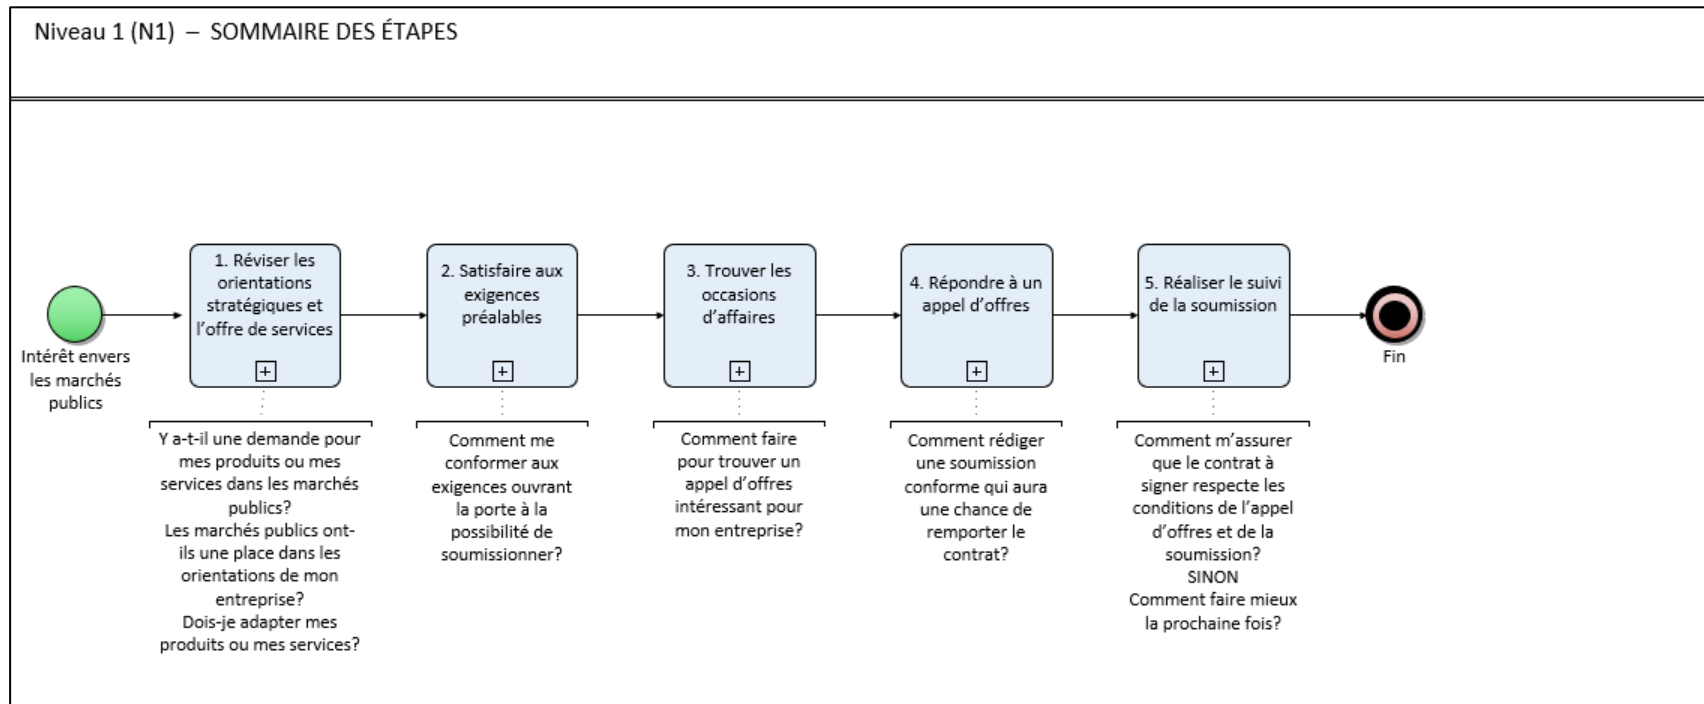 Niveau 1 (N1) – SOMMAIRE DES ÉTAPES
Intérêt envers
les marchés
publics
1. Réviser les
orientations
stratégiques et
l’offre de services
2. Satisfaire aux
exigences
préalables
3. Trouver les
occasions
d’affaires
4. Répondre à un
appel d’offres
5. Réaliser le suivi
de la soumission
Fin
Y a-t-il une demande pour
mes produits ou mes
services dans les marchés
publics?
Les marchés publics ont-
ils une place dans les
orientations de mon
entreprise?
Dois-je adapter mes
produits ou mes services?
Comment me
conformer aux
exigences ouvrant
la porte à la
possibilité de
soumissionner?
Comment faire
pour trouver un
appel d’offres
intéressant pour
mon entreprise?
Comment rédiger
une soumission
conforme qui aura
une chance de
remporter le
contrat?
Comment m’assurer
que le contrat à
signer respecte les
conditions de l’appel
d’offres et de la
soumission?
SINON
Comment faire mieux
la prochaine fois?